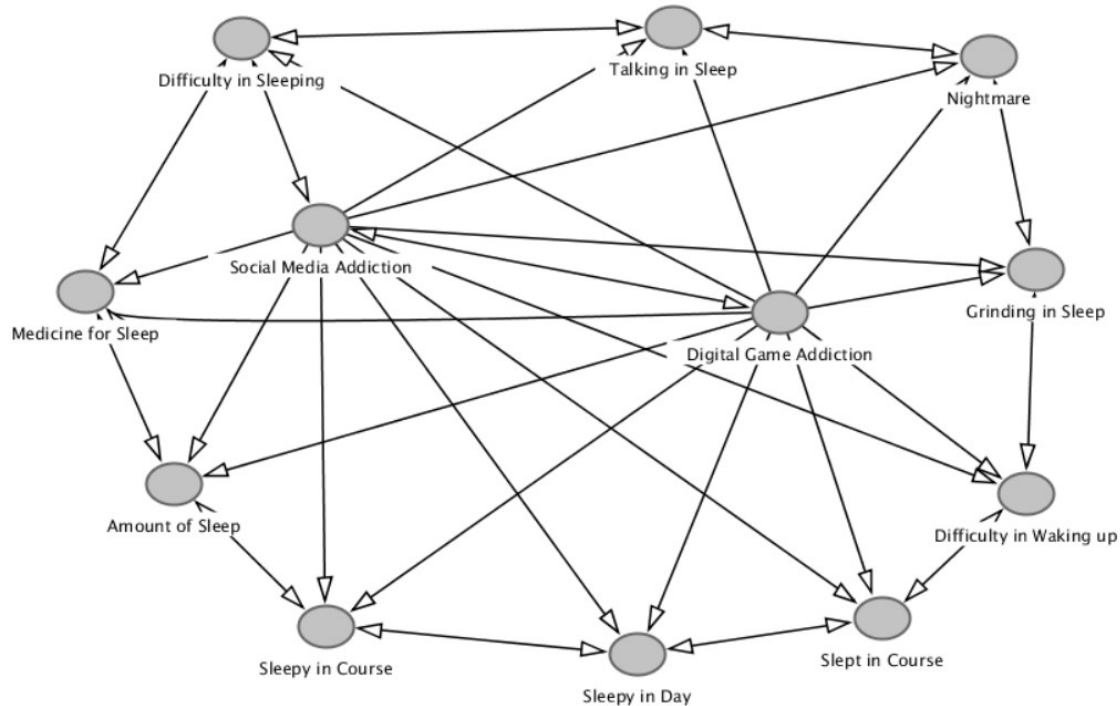 Difficulty in Sleeping
Talking in Sleep
Nightmare
Social Media Addiction
Grinding in Sleep
Medicine for Sleep
Digital Game Addiction
Amount of Sleep
Difficulty in Waking up
Sleepy in Course
Slept in Course
Sleepy in Day